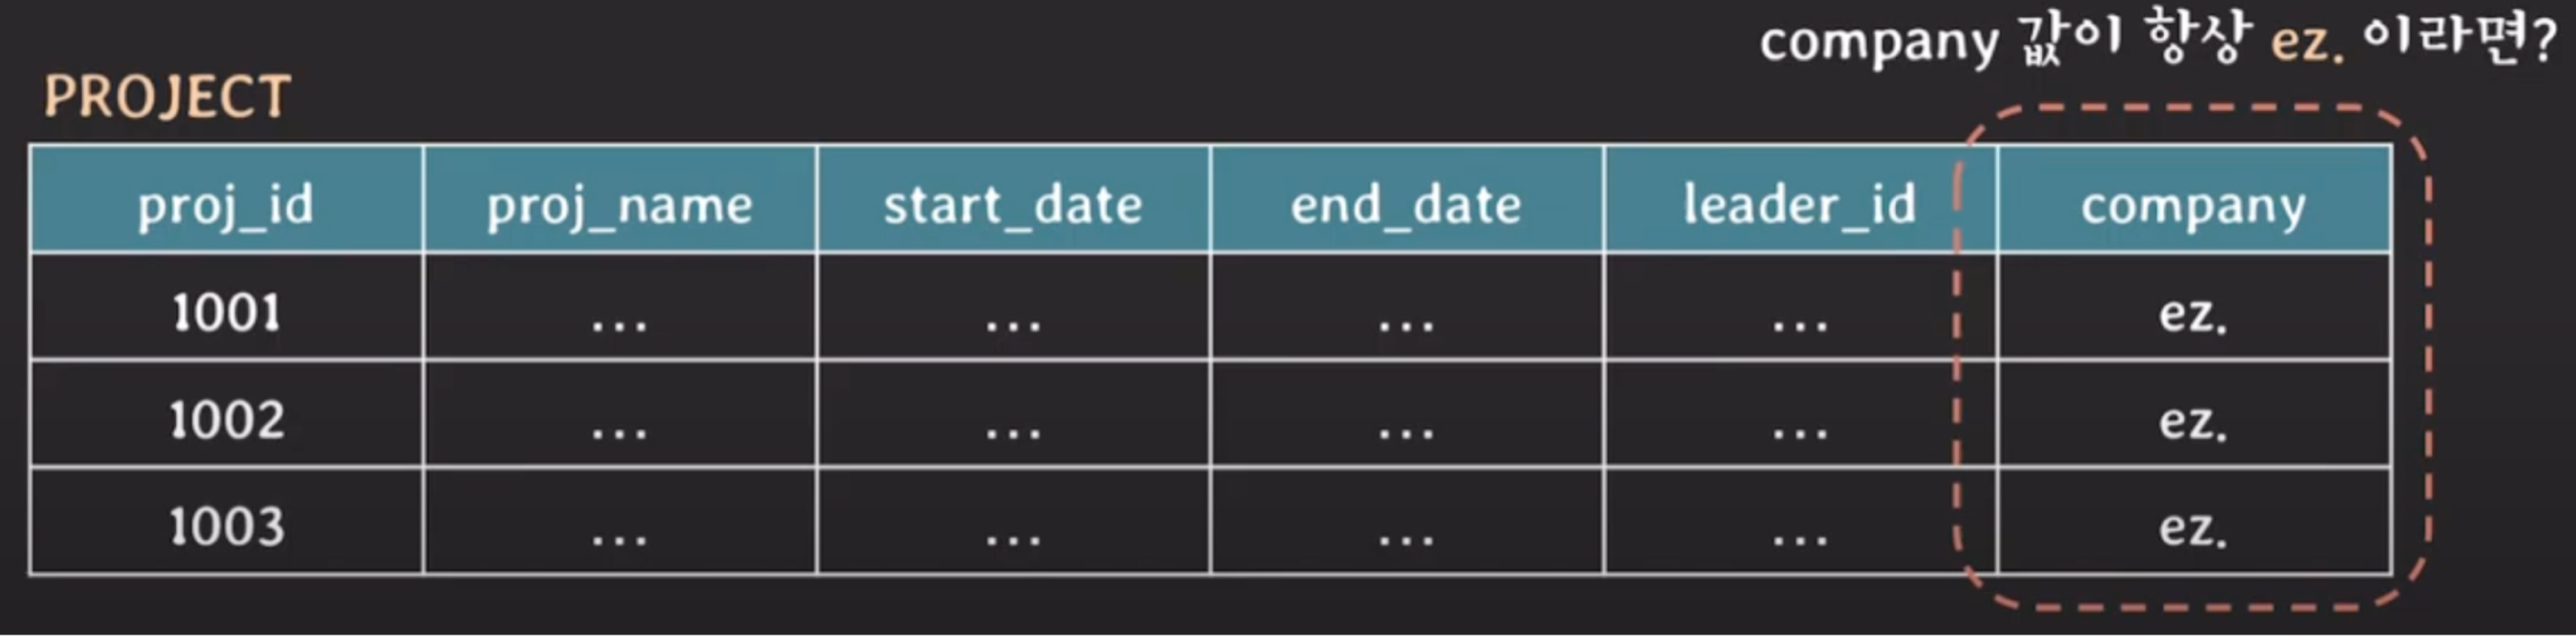 company 값이 항상 ez. 이라면?
PROJECT
proj_id proj_name start_date end_date leader_id company
1001 ... ... ... ... ez.
1002 ... ... ... ... ez.
1003 ... ... ... ... ez.